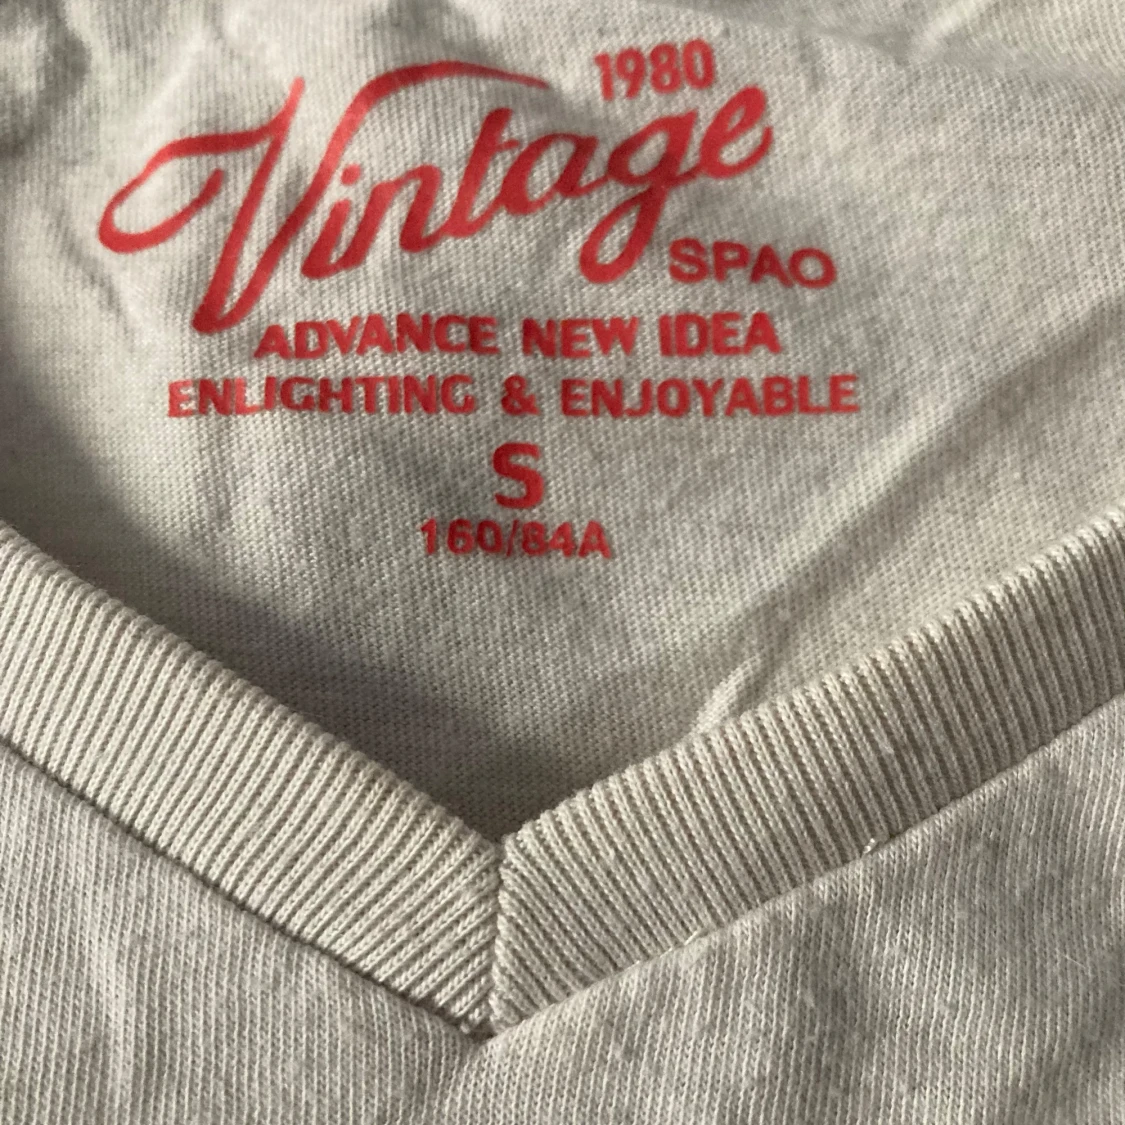 1980
Vintage
SPAO
ADVANCE NEW IDEA
ENLIGHTING & ENJOYABLE
S
160/84A